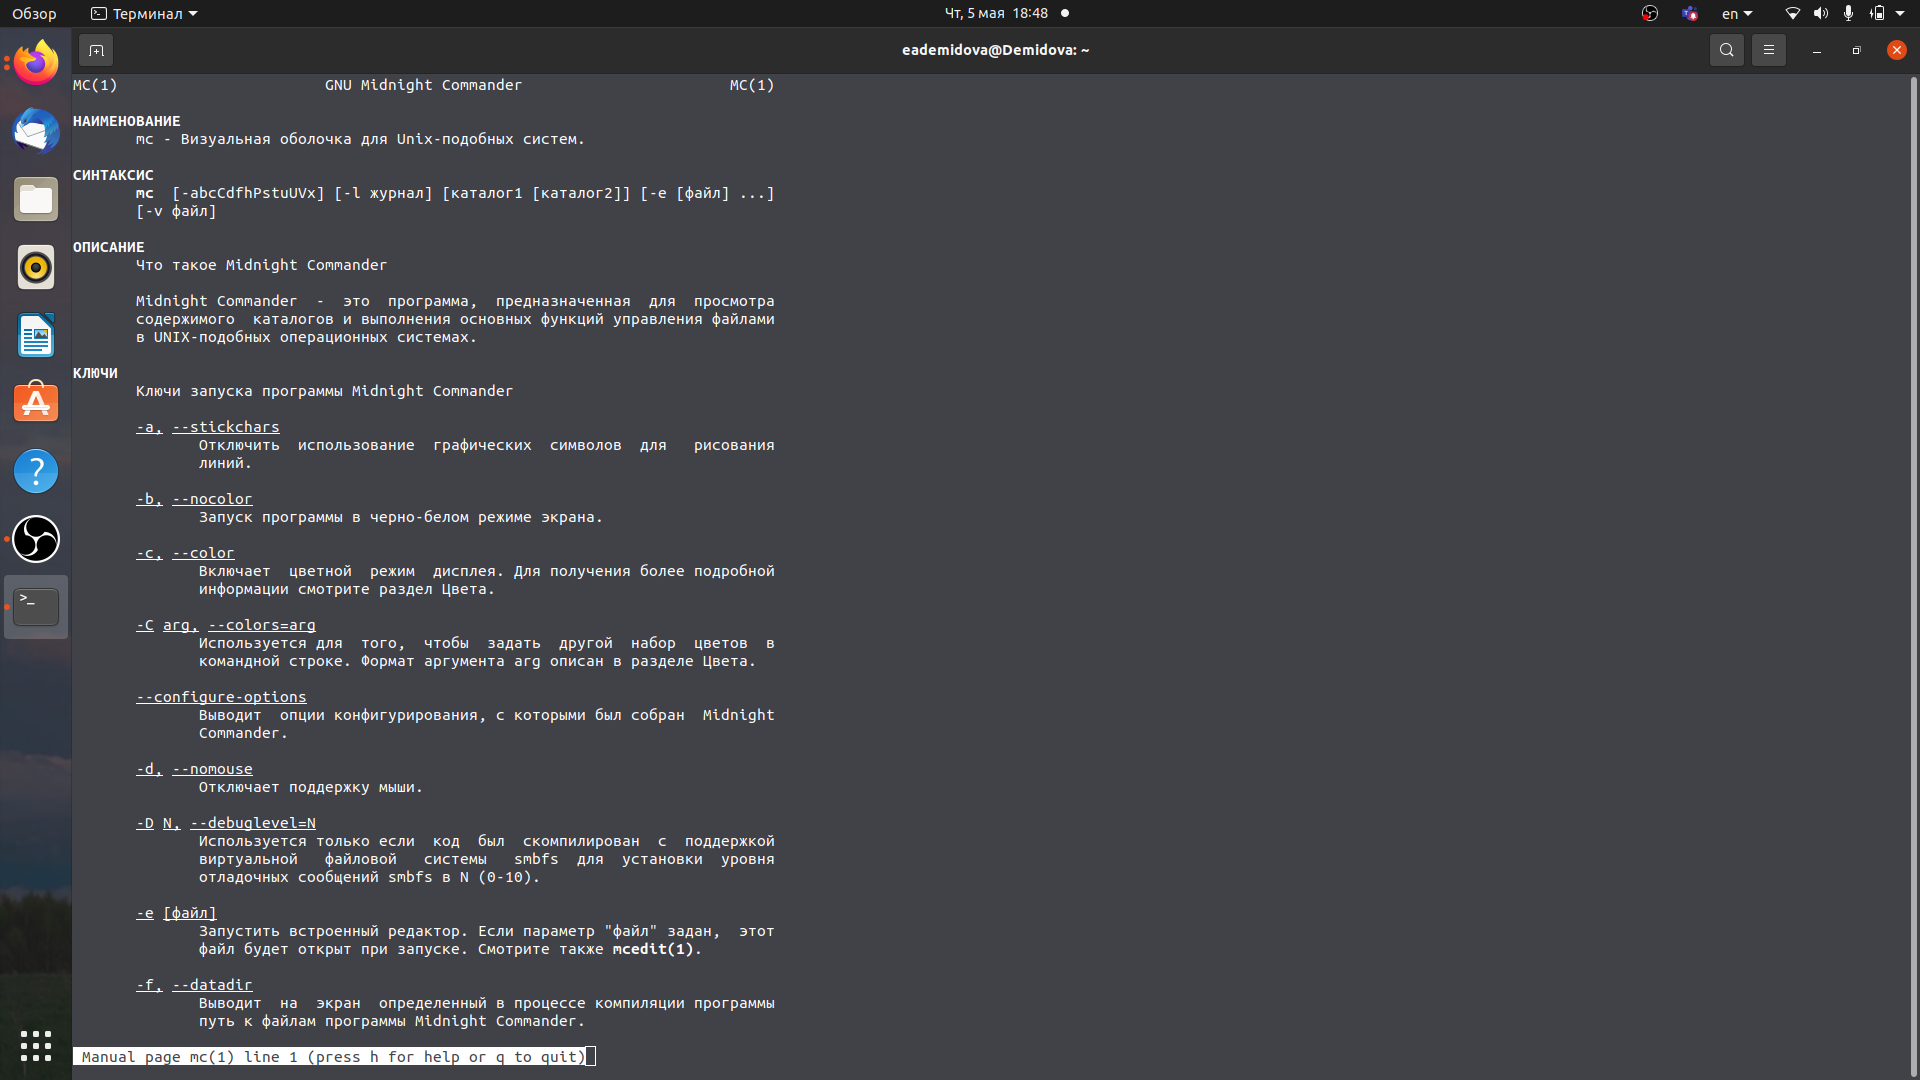 Обзор
Терминал
Чт, 5 мая 18:48
en
eademidova@Demidova: ~
MC(1) GNU Midnight Commander MC(1)
НАИМЕНОВАНИЕ
mc - Визуальная оболочка для Unix-подобных систем.
СИНТАКСИС
mc [-abcCdfhPstuUVx] [-l журнал] [каталог1 [каталог2]] [-e [файл] ...]
[-v файл]
ОПИСАНИЕ
Что такое Midnight Commander
Midnight Commander - это программа, предназначенная для просмотра
содержимого каталогов и выполнения основных функций управления файлами
в UNIX-подобных операционных системах.
КЛЮЧИ
Ключи запуска программы Midnight Commander
-a, --stickchars
Отключить использование графических символов для рисования
линий.
-b, --nocolor
Запуск программы в черно-белом режиме экрана.
-c, --color
Включает цветной режим дисплея. Для получения более подробной
информации смотрите раздел Цвета.
-C arg, --colors=arg
Используется для того, чтобы задать другой набор цветов в
командной строке. Формат аргумента arg описан в разделе Цвета.
--configure-options
Выводит опции конфигурирования, с которыми был собран Midnight
Commander.
-d, --nomouse
Отключает поддержку мыши.
-D N, --debuglevel=N
Используется только если код был скомпилирован с поддержкой
виртуальной файловой системы smbfs для установки уровня
отладочных сообщений smbfs в N (0-10).
-e [файл]
Запустить встроенный редактор. Если параметр "файл" задан, этот
файл будет открыт при запуске. Смотрите также mcedit(1).
-f, --datadir
Выводит на экран определенный в процессе компиляции программы
путь к файлам программы Midnight Commander.
Manual page mc(1) line 1 (press h for help or q to quit)